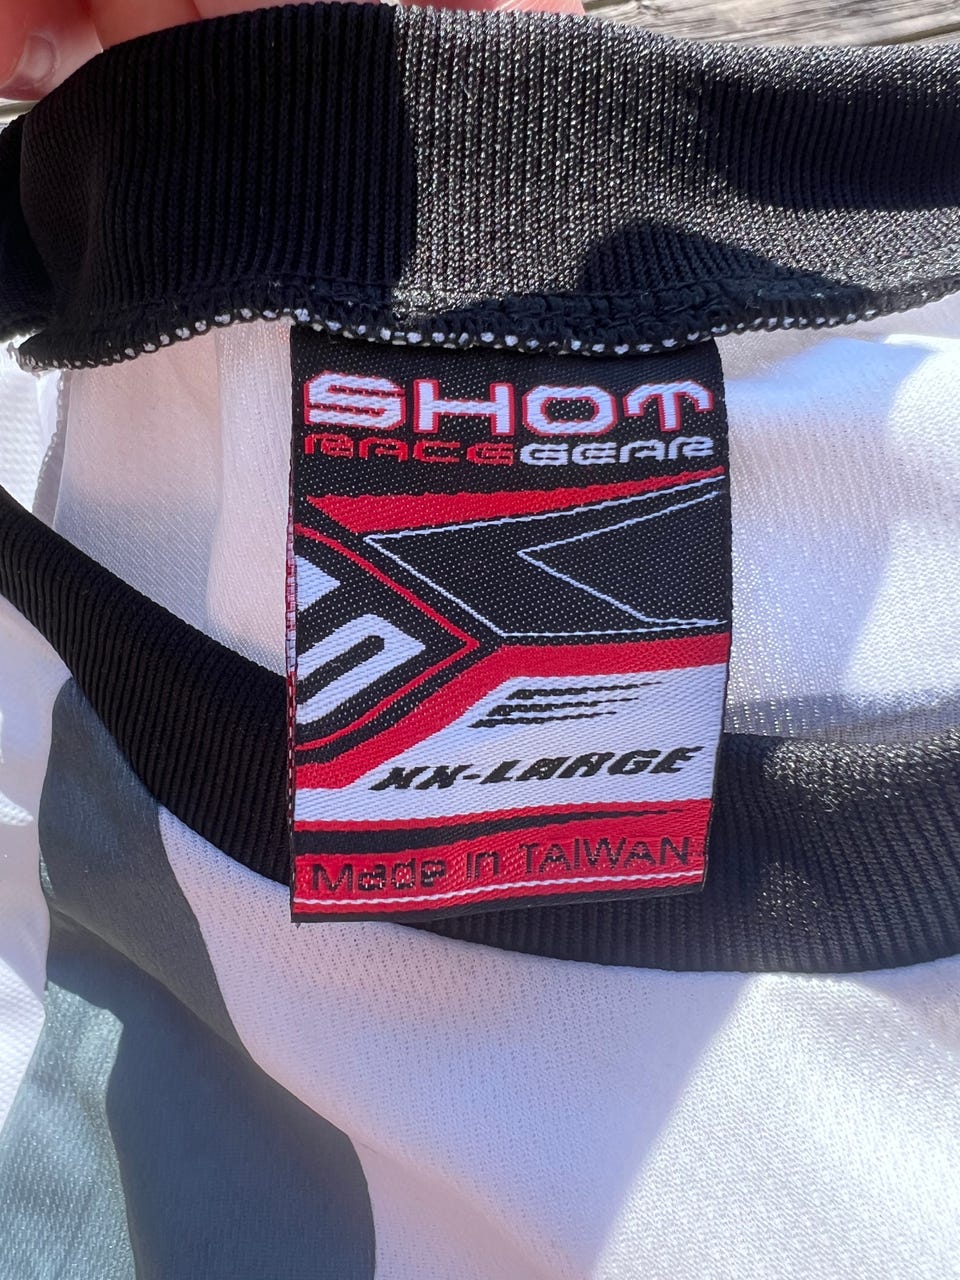 SHOT
RACEGEAR
XX-LARGE
Made in TAIWAN